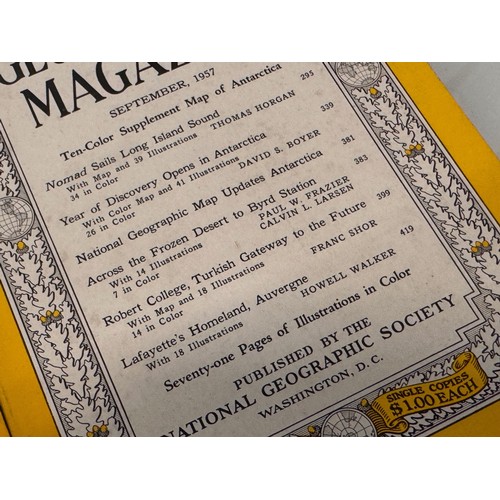 MAGAZ
SEPTEMBER, 1957
Ten-Color Supplement Map of Antarctica
Nomad Sails Long Island Sound 295
With Map and 39 Illustrations THOMAS HORGAN
34 in Color
Year of Discovery Opens in Antarctica 339
With Color Map and 41 Illustrations DAVID S. BOYER
26 in Color
National Geographic Map Updates Antarctica 381
Across the Frozen Desert to Byrd Station 383
With 14 Illustrations PAUL W. FRAZIER
7 in Color CALVIN L. LARSEN
Robert College, Turkish Gateway to the Future 399
With Map and 18 Illustrations FRANC SHOR
14 in Color
Lafayette's Homeland, Auvergne 419
With 18 Illustrations HOWELL WALKER
Seventy-one Pages of Illustrations in Color
PUBLISHED BY THE
NATIONAL GEOGRAPHIC SOCIETY
WASHINGTON, D. C.
SINGLE COPIES
$1.00 EACH